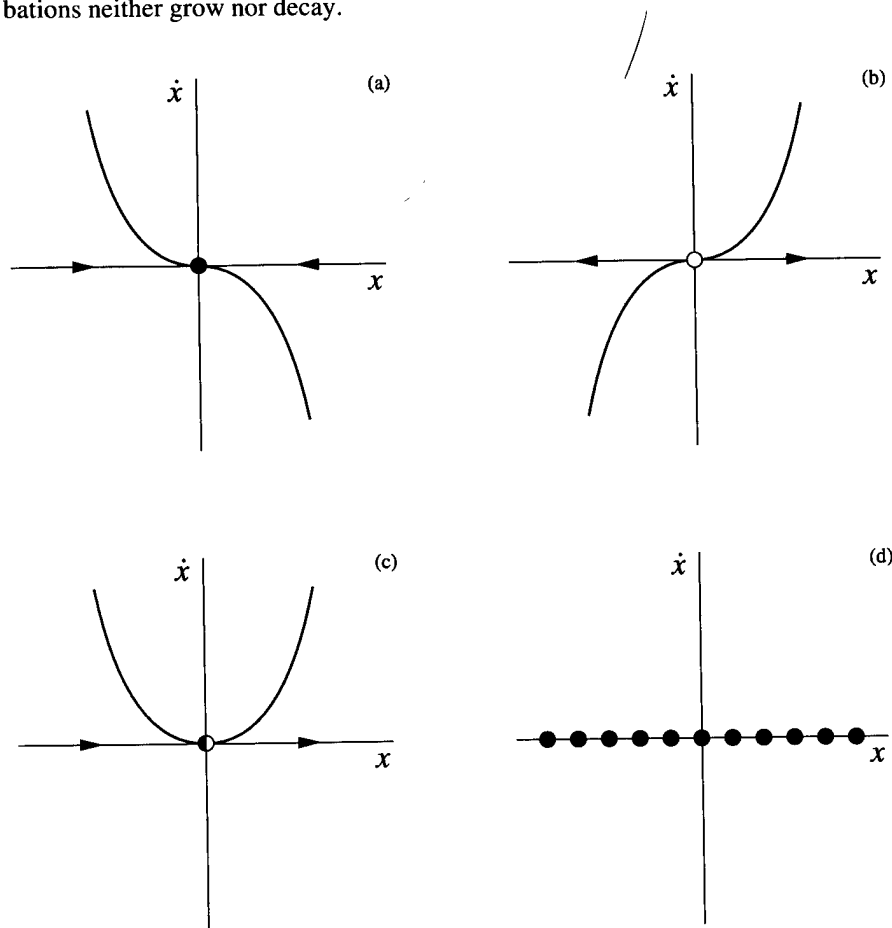 bations neither grow nor decay.
ẋ
(a)
x
ẋ
(b)
x
ẋ
(c)
x
ẋ
(d)
x